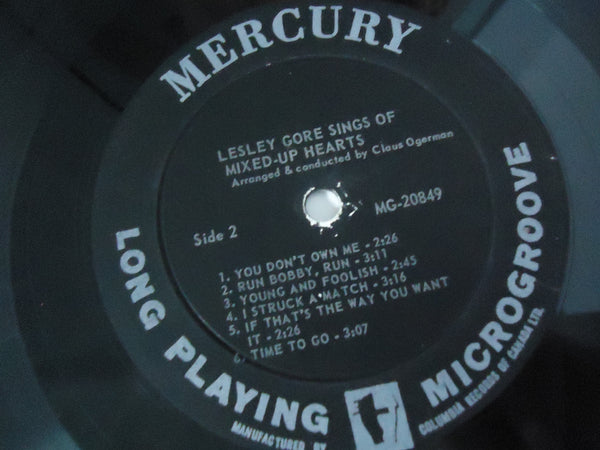 MERCURY
LESLEY GORE SINGS OF
MIXED-UP HEARTS
Arranged & conducted by Claus Ogerman
MG-20849
Side 2
1. YOU DON'T OWN ME - 2:26
2. RUN BOBBY, RUN - 3:11
3. YOUNG AND FOOLISH - 2:45
4. I STRUCK A MATCH - 3:16
5. IF THAT'S THE WAY YOU WANT
IT - 2:26
TIME TO GO - 3:07
LONG PLAYING
MICROGROOVE
MANUFACTURED BY
COLUMBIA RECORDS OF CANADA LTD.